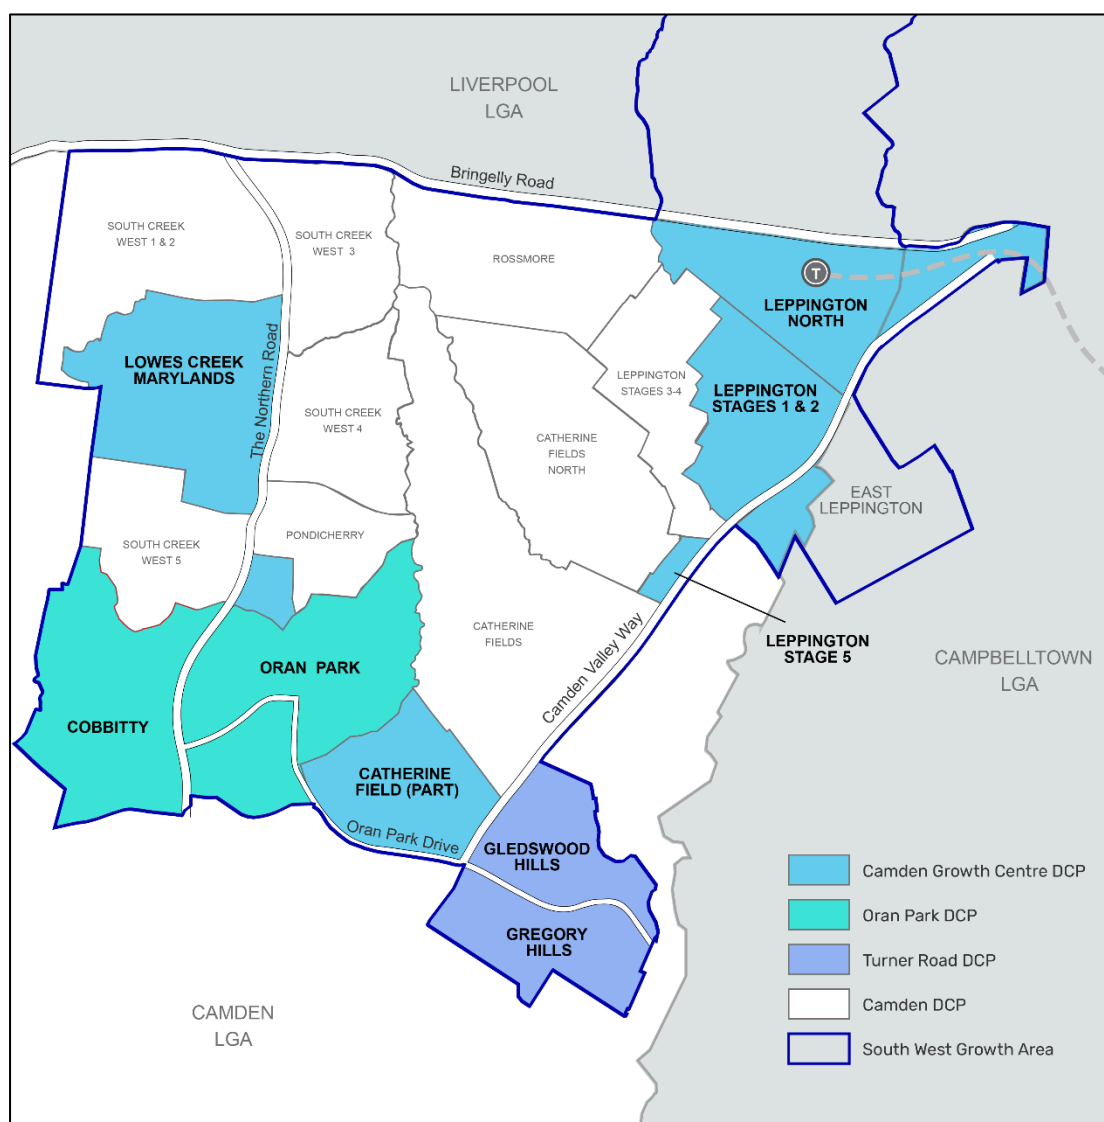 LIVERPOOL
LGA
Bringelly Road
SOUTH CREEK
WEST 1 & 2
SOUTH CREEK
WEST 3
ROSSMORE
T
LEPPINGTON
NORTH
LOWES CREEK
MARYLANDS
The Northern Road
LEPPINGTON
STAGES 3-4
LEPPINGTON
STAGES 1 & 2
SOUTH CREEK
WEST 4
CATHERINE
FIELDS
NORTH
EAST
LEPPINGTON
SOUTH CREEK
WEST 5
PONDICHERRY
CATHERINE
FIELDS
Camden Valley Way
LEPPINGTON
STAGE 5
CAMPBELLTOWN
LGA
ORAN PARK
COBBITTY
CATHERINE
FIELD (PART)
Oran Park Drive
GLEDSWOOD
HILLS
GREGORY
HILLS
CAMDEN
LGA
Camden Growth Centre DCP
Oran Park DCP
Turner Road DCP
Camden DCP
South West Growth Area